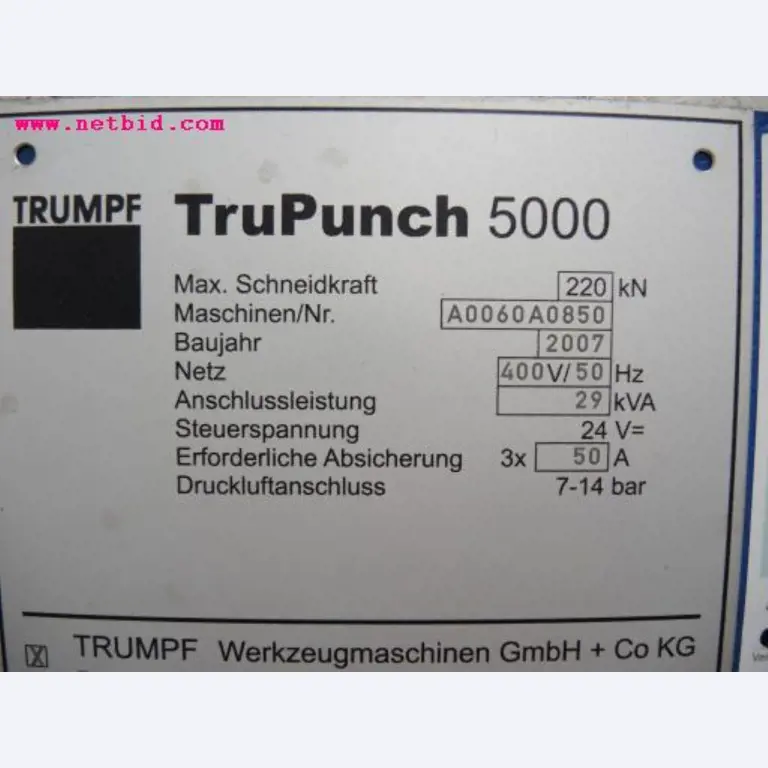 www.netbid.com
TRUMPF
TruPunch 5000
Max. Schneidkraft 220 kN
Maschinen/Nr. A0060A0850
Baujahr 2007
Netz 400V/50 Hz
Anschlussleistung 29 kVA
Steuerspannung 24 V=
Erforderliche Absicherung 3x 50 A
Druckluftanschluss 7-14 bar
TRUMPF Werkzeugmaschinen GmbH + Co KG